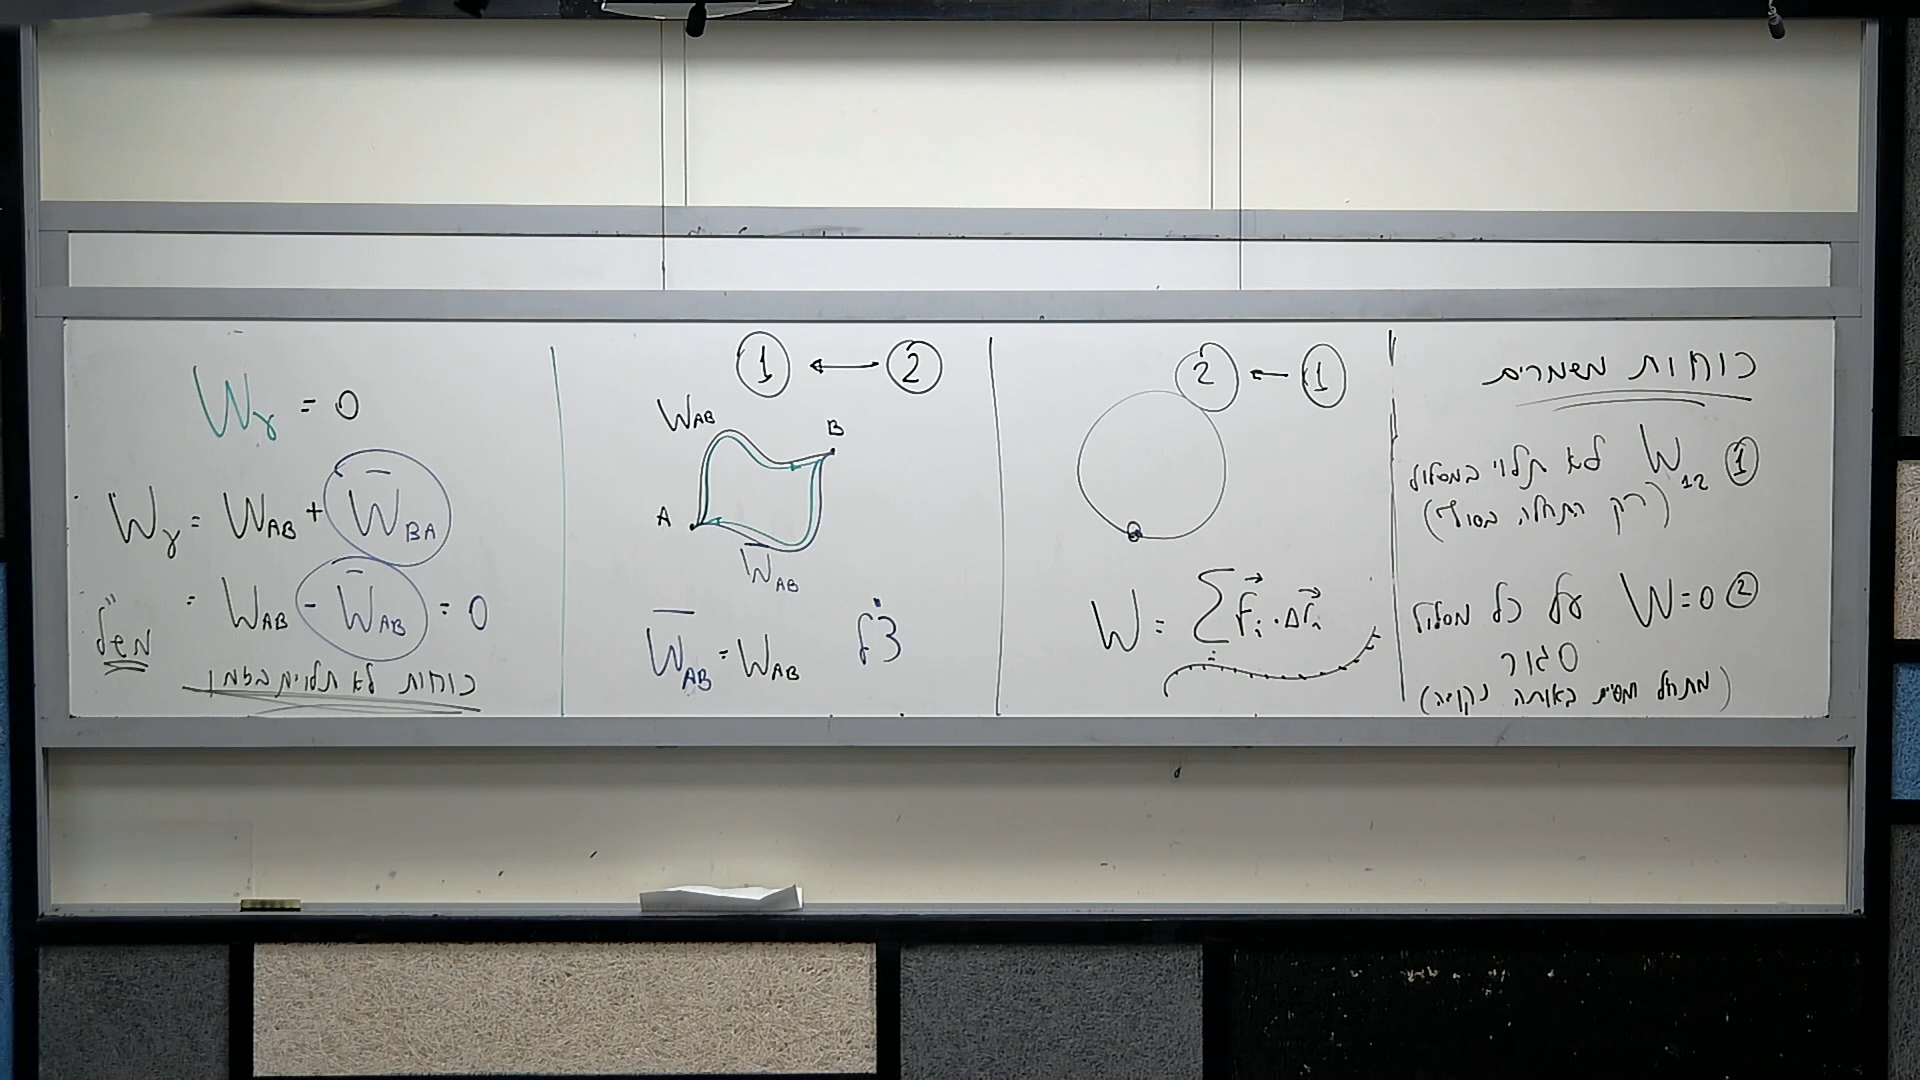 כוחות משמרים
① W₁₂ לא תלוי במסלול
(רק התחלה בסוף)
② W=0 על כל מסלול
סגור
(מתחיל ומסיים באותה נקודה)
② ← ①
W = ∑ᵢ F⃗ᵢ · Δr⃗ᵢ
① ← ②
W_AB
B
A
W̅_AB
צ"ל W̅_AB = W_AB
W_γ = 0
W_γ = W_AB + W̅_BA
= W_AB - W̅_AB = 0
מש"ל
כוחות לא תלויים בזמן